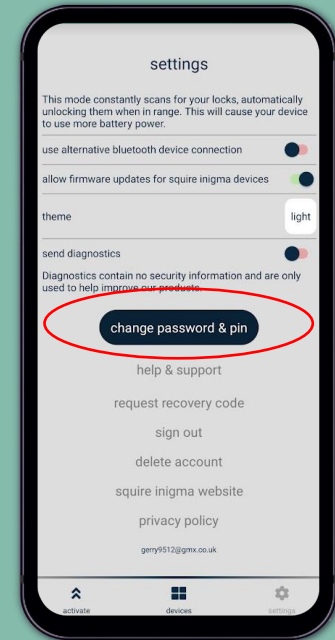 settings
This mode constantly scans for your locks, automatically
unlocking them when in range. This will cause your device
to use more battery power.
use alternative bluetooth device connection
allow firmware updates for squire inigma devices
theme
light
send diagnostics
Diagnostics contain no security information and are only
used to help improve our products.
change password & pin
help & support
request recovery code
sign out
delete account
squire inigma website
privacy policy
gerry9512@gmx.co.uk
activate
devices
settings